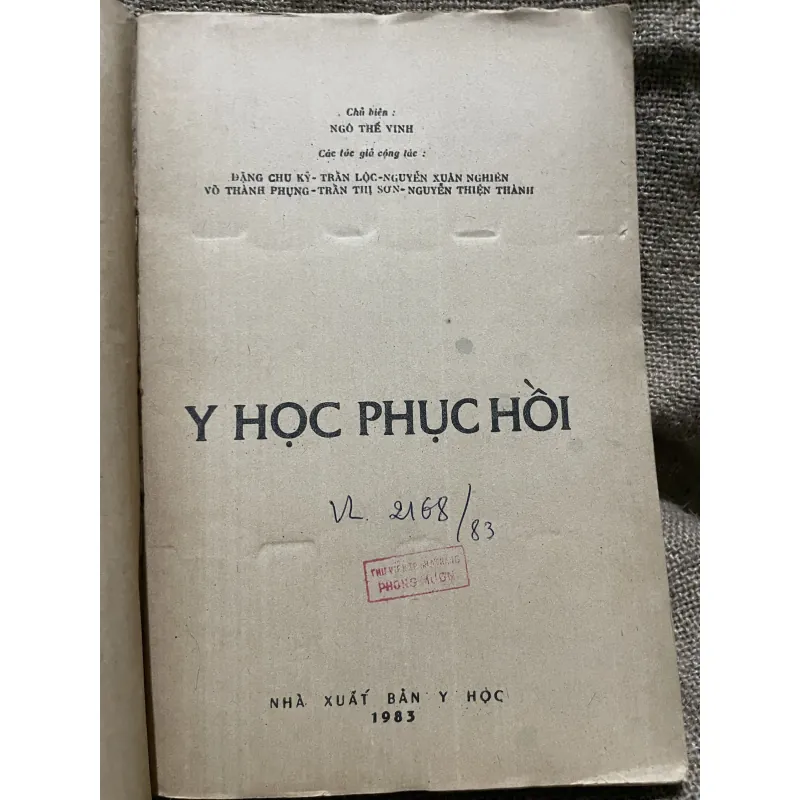 Chủ biên :
NGÔ THẾ VINH
Các tác giả cộng tác :
ĐẶNG CHU KỶ - TRẦN LỘC - NGUYỄN XUÂN NGHIÊN
VÕ THÀNH PHỤNG - TRẦN THỊ SƠN - NGUYỄN THIỆN THÀNH
Y HỌC PHỤC HỒI
VL 2168/83
PHÒNG MƯỢN
NHÀ XUẤT BẢN Y HỌC
1983